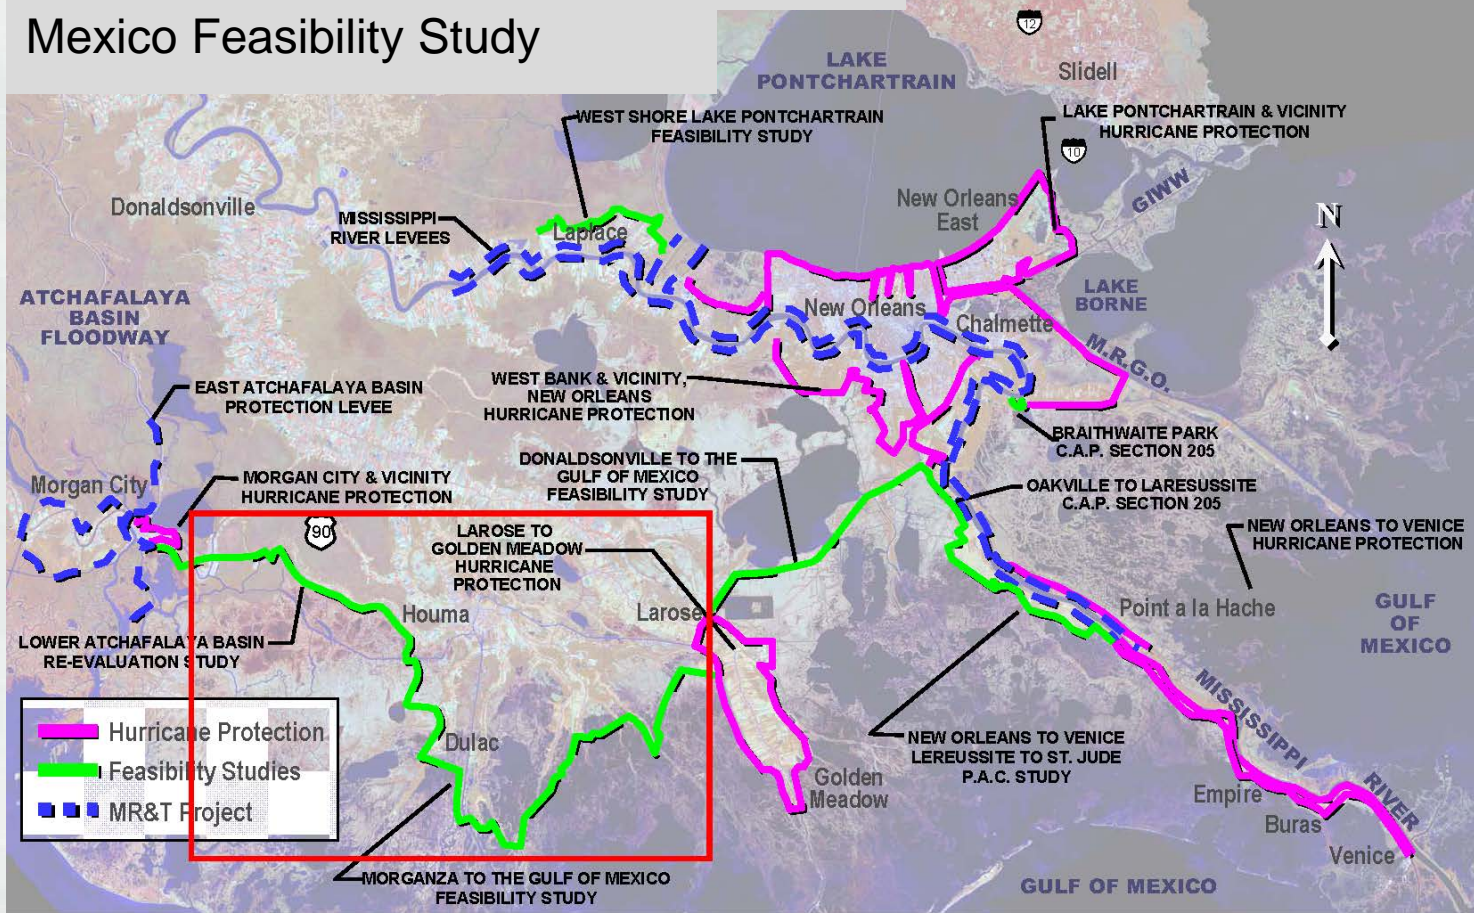 Mexico Feasibility Study
12
LAKE
PONTCHARTRAIN
Slidell
WEST SHORE LAKE PONTCHARTRAIN
FEASIBILITY STUDY
LAKE PONTCHARTRAIN & VICINITY
HURRICANE PROTECTION
10
GIWW
Donaldsonville
New Orleans
East
MISSISSIPPI
RIVER LEVEES
Laplace
N
ATCHAFALAYA
BASIN
FLOODWAY
LAKE
BORNE
New Orleans
Chalmette
M.R.G.O.
EAST ATCHAFALAYA BASIN
PROTECTION LEVEE
WEST BANK & VICINITY,
NEW ORLEANS
HURRICANE PROTECTION
BRAITHWAITE PARK
C.A.P. SECTION 205
Morgan City
MORGAN CITY & VICINITY
HURRICANE PROTECTION
DONALDSONVILLE TO THE
GULF OF MEXICO
FEASIBILITY STUDY
OAKVILLE TO LARESUSSITE
C.A.P. SECTION 205
90
LAROSE TO
GOLDEN MEADOW
HURRICANE
PROTECTION
NEW ORLEANS TO VENICE
HURRICANE PROTECTION
Houma
Larose
Point a la Hache
GULF
OF
MEXICO
LOWER ATCHAFALAYA BASIN
RE-EVALUATION STUDY
MISSISSIPPI
RIVER
Hurricane Protection
Feasibility Studies
MR&T Project
Dulac
NEW ORLEANS TO VENICE
LEREUSSITE TO ST. JUDE
P.A.C. STUDY
Golden
Meadow
Empire
Buras
Venice
MORGANZA TO THE GULF OF MEXICO
FEASIBILITY STUDY
GULF OF MEXICO